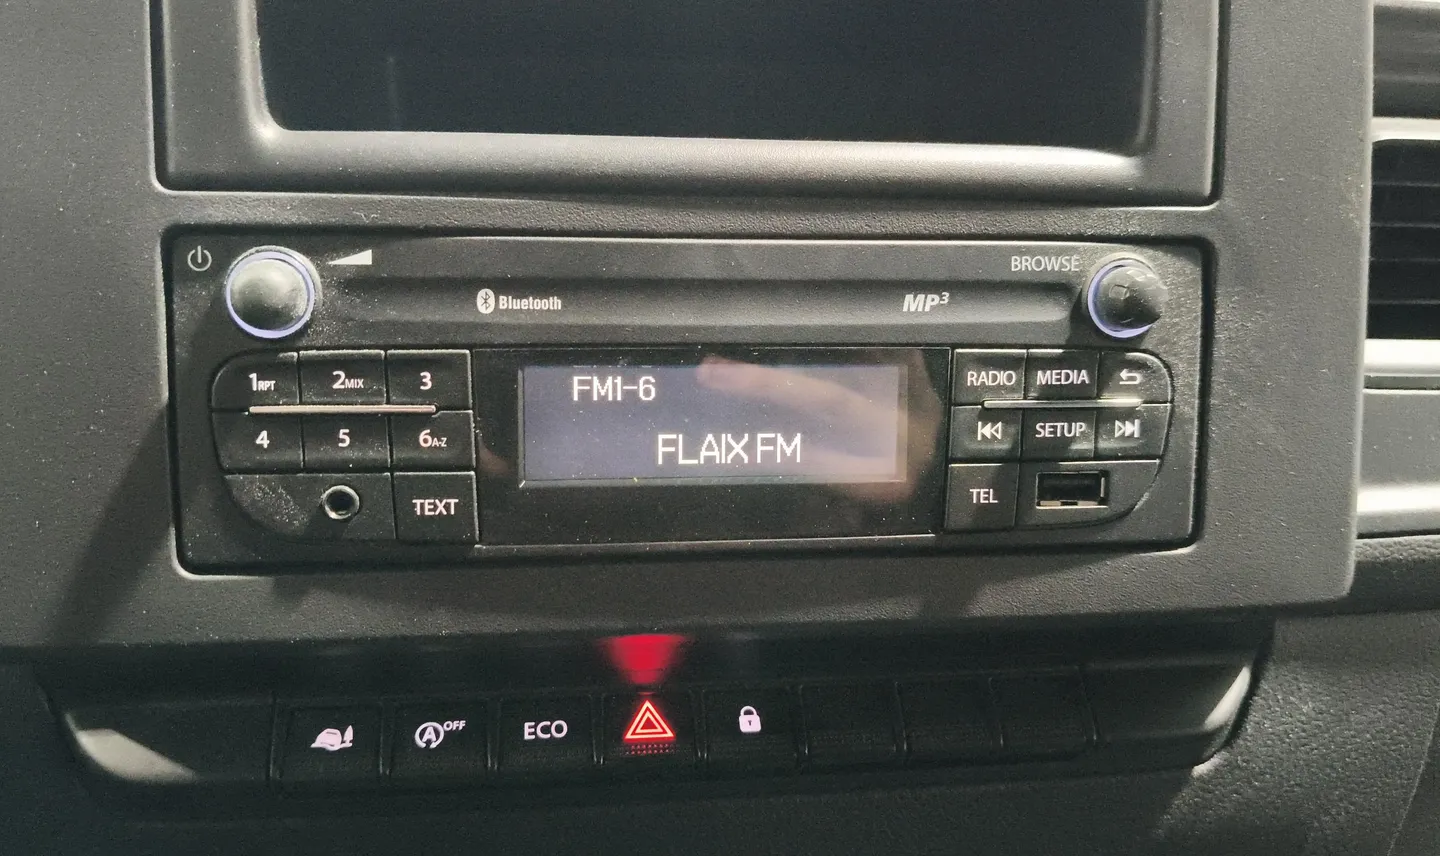 BROWSE
Bluetooth
MP3
1RPT 2MIX 3
FM1-6
RADIO MEDIA
4 5 6A-Z
FLAIX FM
SETUP
TEXT
TEL
A OFF
ECO